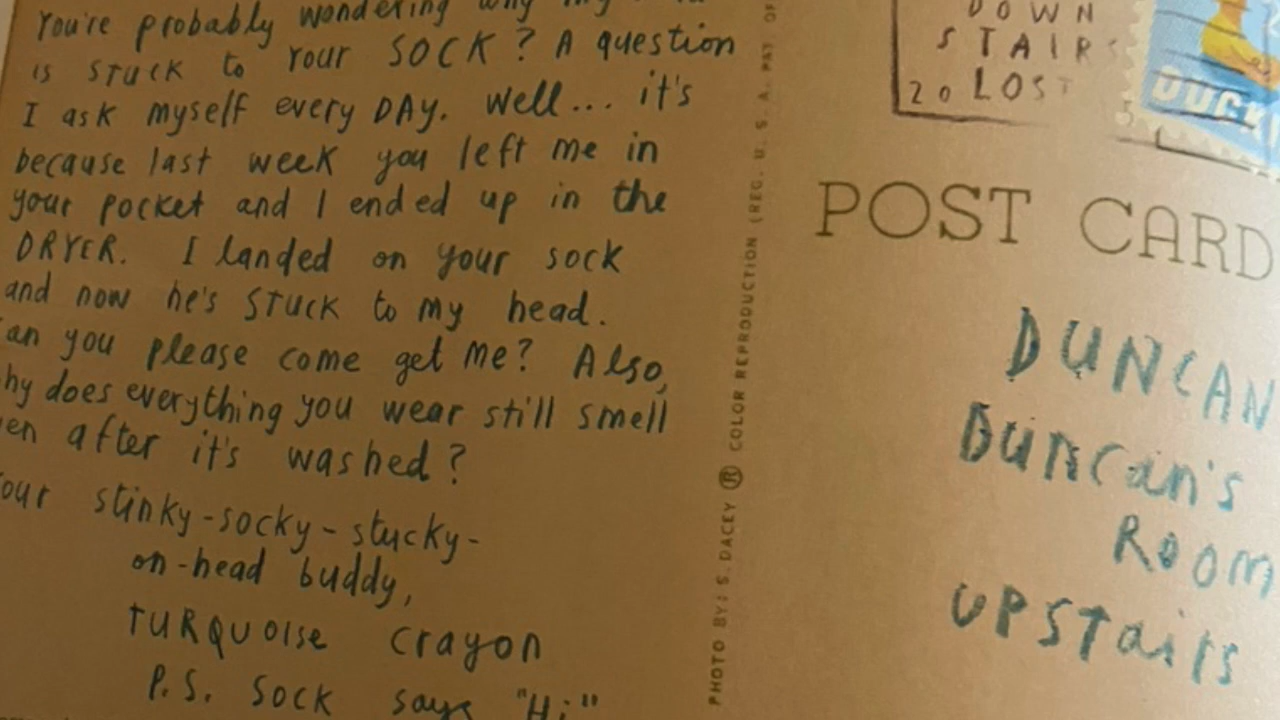 You're probably wondering why my
is STUCK to your SOCK? A question
I ask myself every DAY. Well... it's
because last week you left me in
your pocket and I ended up in the
DRYER. I landed on your sock
and now he's STUCK to my head.
an you please come get me? Also,
hy does everything you wear still smell
en after it's washed?
our stinky-socky-stucky-
on-head buddy,
TURQUOISE crayon
P.S. SOCK says "Hi"
PHOTO BY: S. DACEY ® COLOR REPRODUCTION (REG. U. S. A. PAT OF
DOWN
STAIRS
20 LOST
DUCK
POST CARD
DUNCAN
Duncan's
Room
UPSTairs